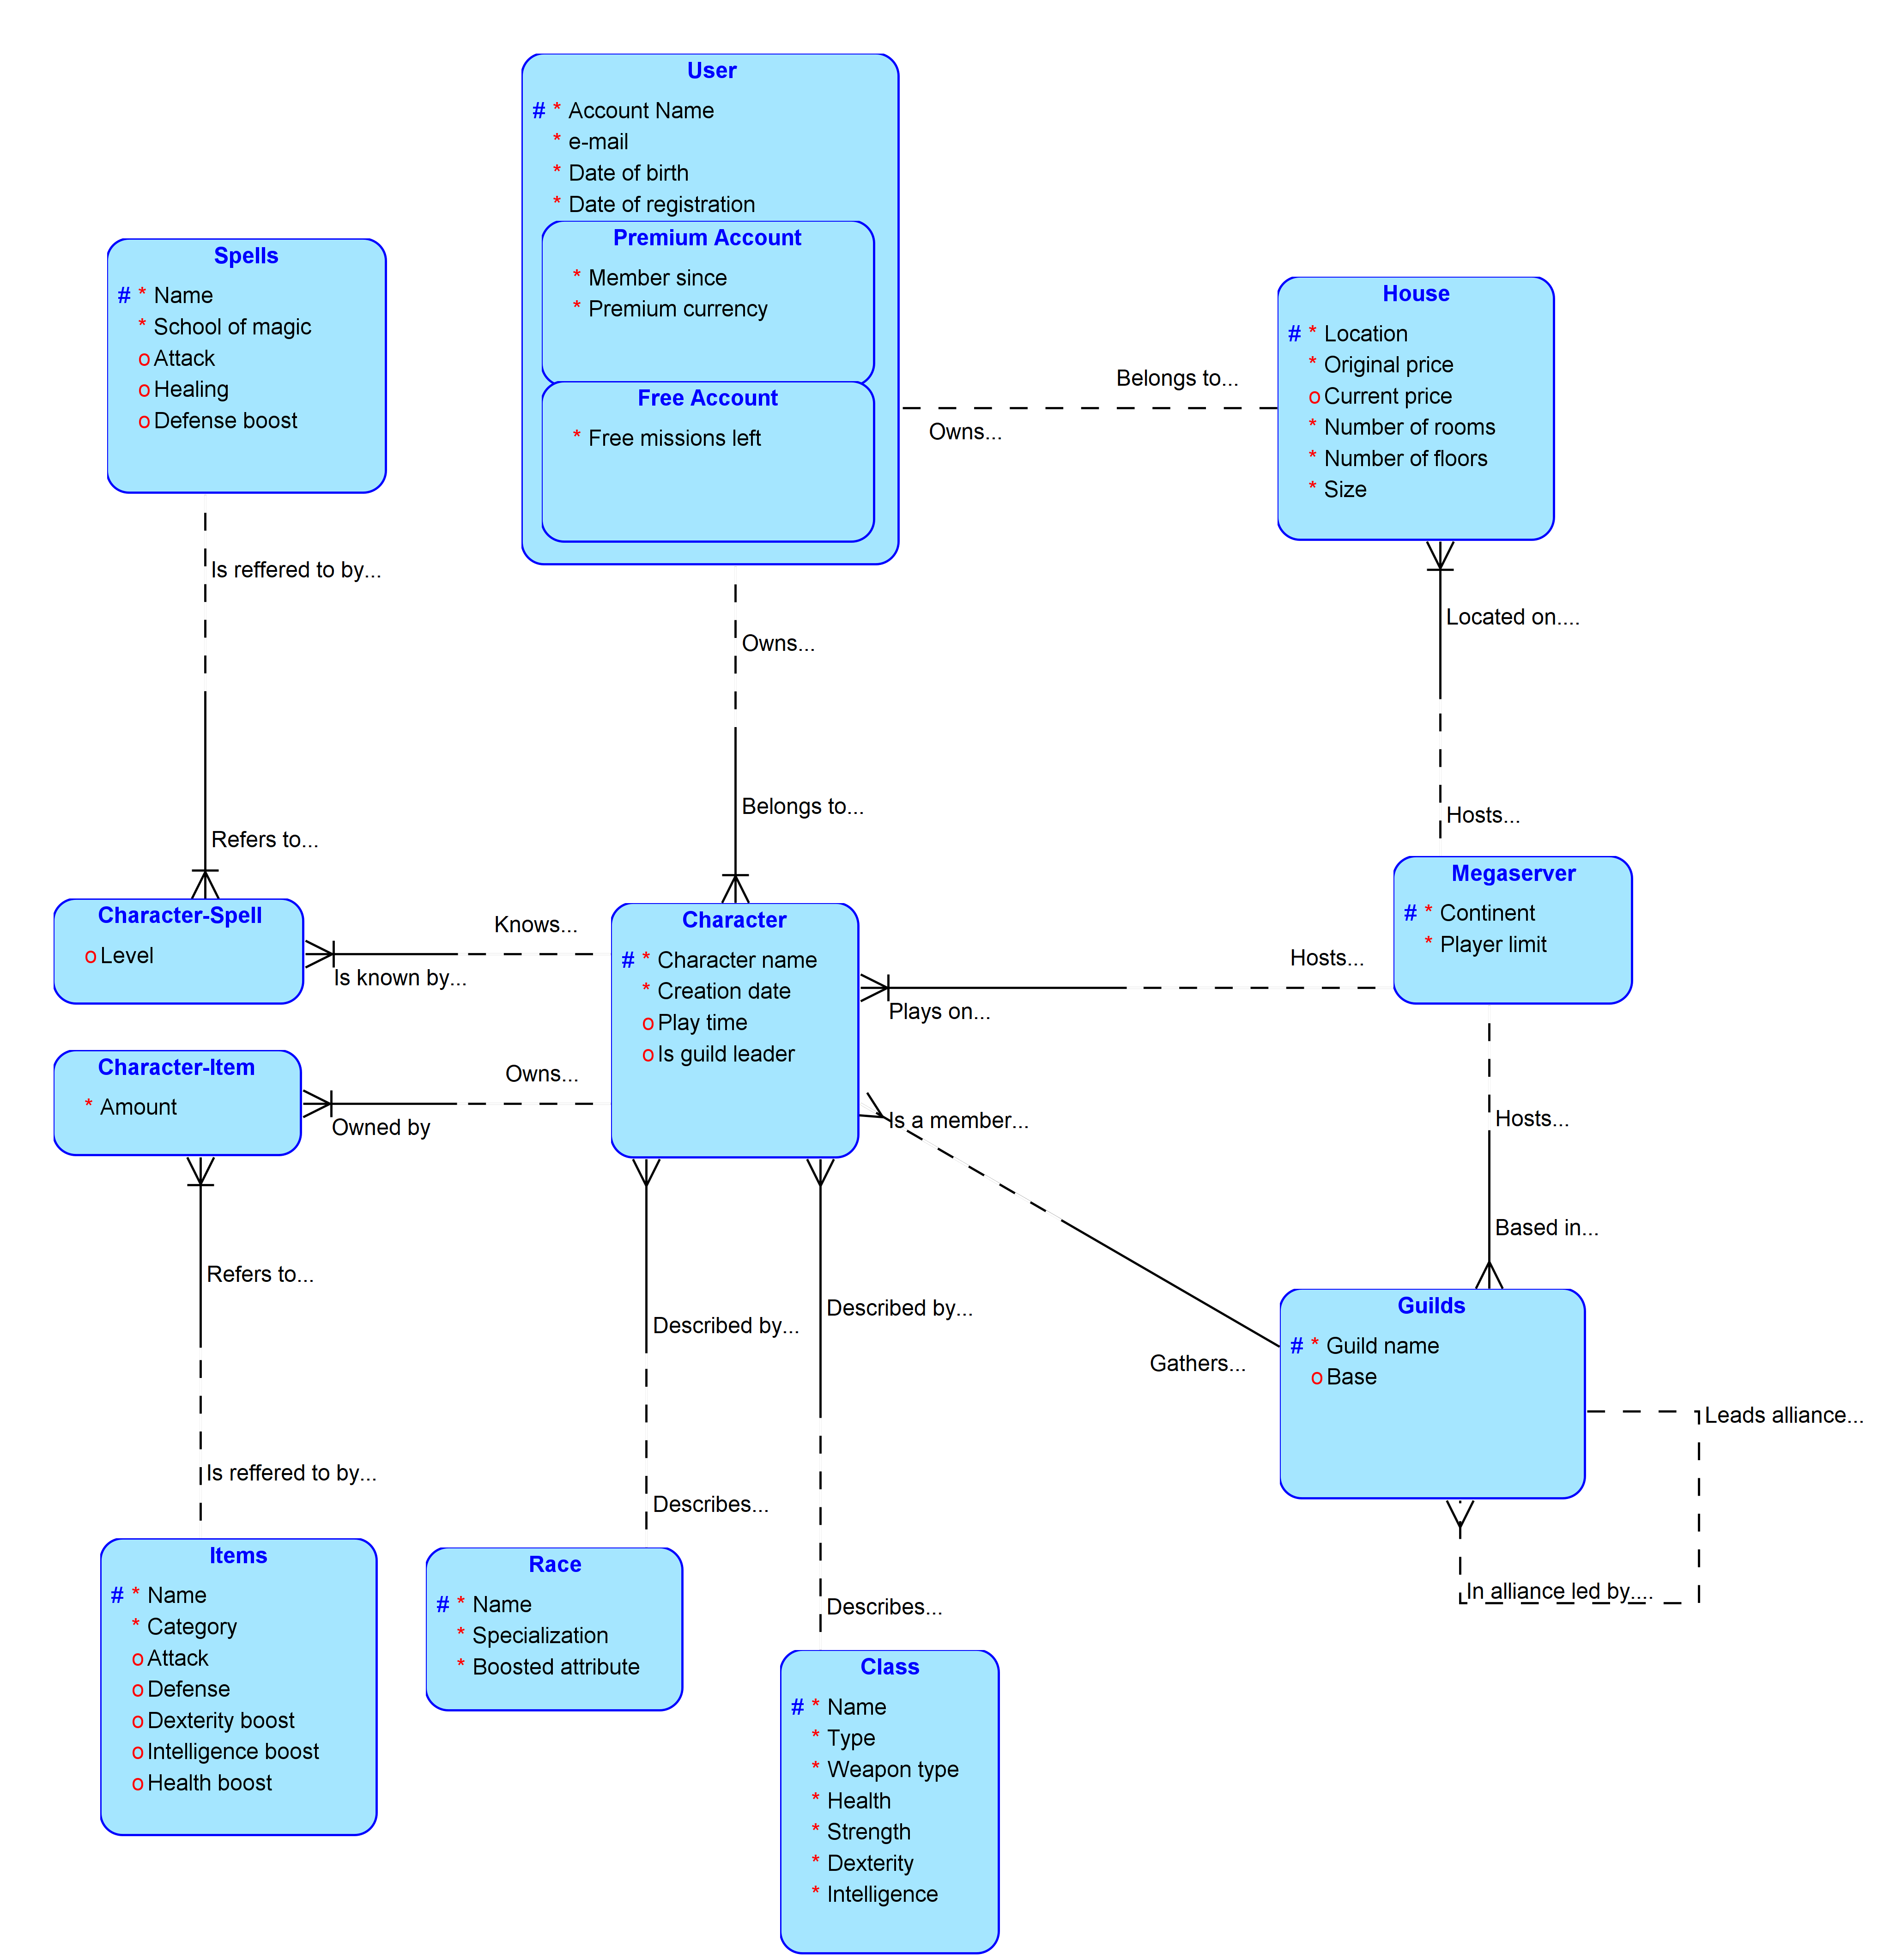 User
# * Account Name
* e-mail
* Date of birth
* Date of registration
Premium Account
* Member since
* Premium currency
Free Account
* Free missions left
Spells
# * Name
* School of magic
o Attack
o Healing
o Defense boost
House
# * Location
* Original price
o Current price
* Number of rooms
* Number of floors
* Size
Belongs to...
Owns...
Is reffered to by...
Refers to...
Owns...
Belongs to...
Located on....
Hosts...
Character-Spell
o Level
Knows...
Is known by...
Character
# * Character name
* Creation date
o Play time
o Is guild leader
Megaserver
# * Continent
* Player limit
Hosts...
Plays on...
Character-Item
* Amount
Owns...
Owned by
Is a member...
Gathers...
Hosts...
Based in...
Refers to...
Is reffered to by...
Described by...
Describes...
Described by...
Describes...
Guilds
# * Guild name
o Base
Leads alliance...
In alliance led by....
Items
# * Name
* Category
o Attack
o Defense
o Dexterity boost
o Intelligence boost
o Health boost
Race
# * Name
* Specialization
* Boosted attribute
Class
# * Name
* Type
* Weapon type
* Health
* Strength
* Dexterity
* Intelligence